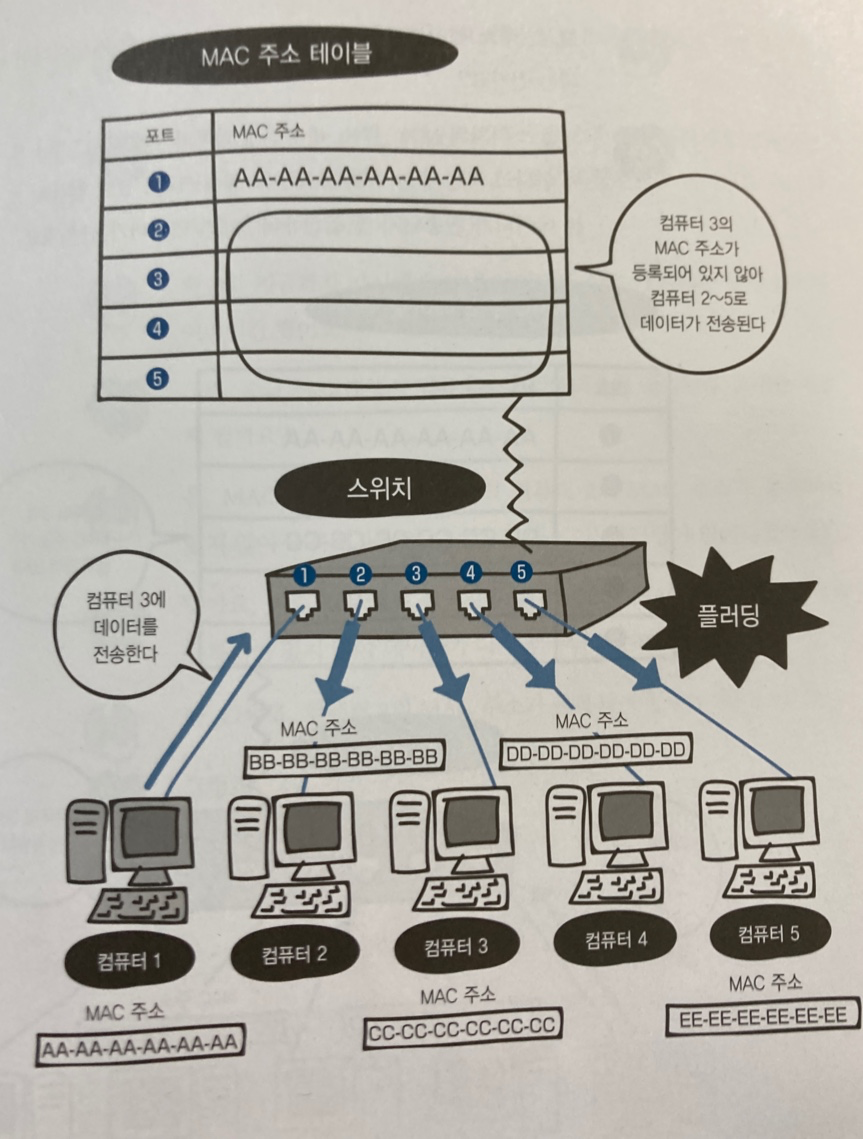 MAC 주소 테이블
포트 MAC 주소
1 AA-AA-AA-AA-AA-AA
2
3
4
5
컴퓨터 3의
MAC 주소가
등록되어 있지 않아
컴퓨터 2~5로
데이터가 전송된다
스위치
1 2 3 4 5
컴퓨터 3에
데이터를
전송한다
플러딩
MAC 주소
BB-BB-BB-BB-BB-BB
MAC 주소
DD-DD-DD-DD-DD-DD
컴퓨터 1
컴퓨터 2
컴퓨터 3
컴퓨터 4
컴퓨터 5
MAC 주소
AA-AA-AA-AA-AA-AA
MAC 주소
CC-CC-CC-CC-CC-CC
MAC 주소
EE-EE-EE-EE-EE-EE